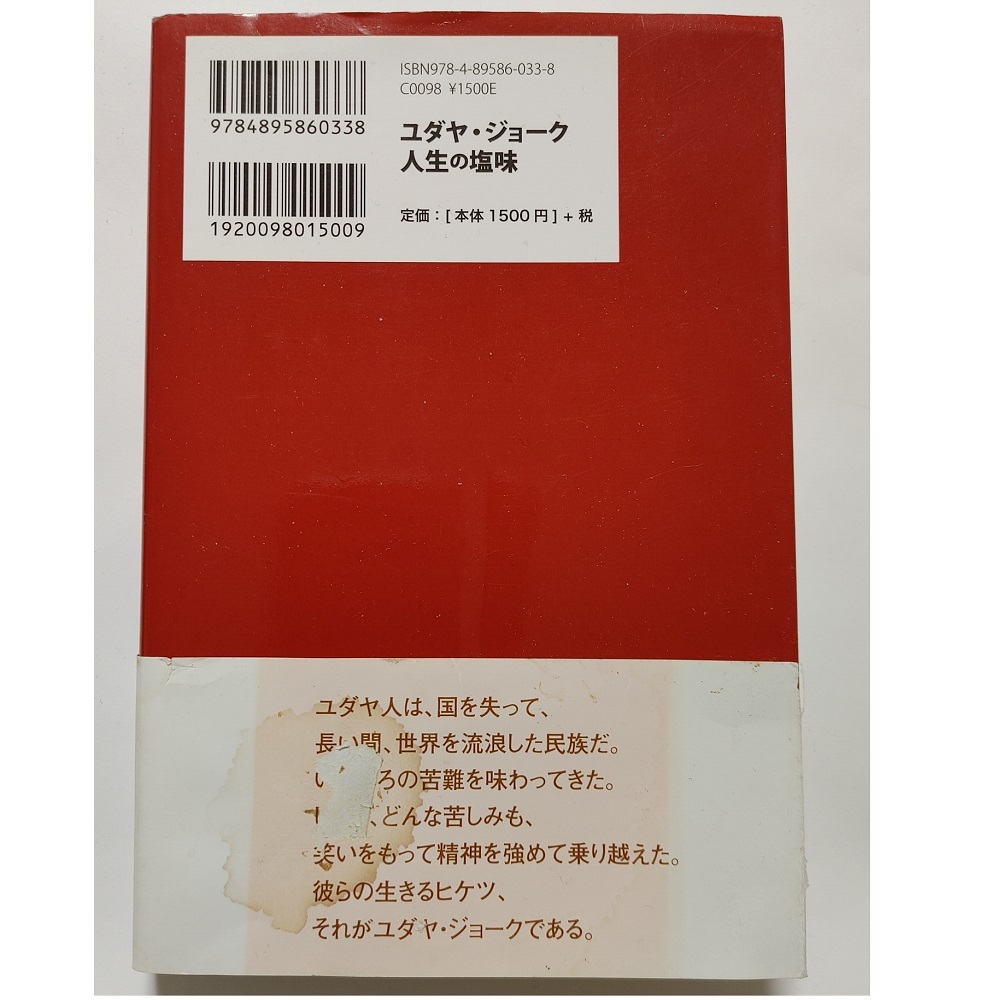 ISBN978-4-89586-033-8
C0098 ¥1500E
9784895860338
ユダヤ・ジョーク
人生の塩味
1920098015009
定価：[ 本体 1500 円 ] + 税
ユダヤ人は、国を失って、
長い間、世界を流浪した民族だ。
ろの苦難を味わってきた。
、どんな苦しみも、
笑いをもって精神を強めて乗り越えた。
彼らの生きるヒケツ、
それがユダヤ・ジョークである。